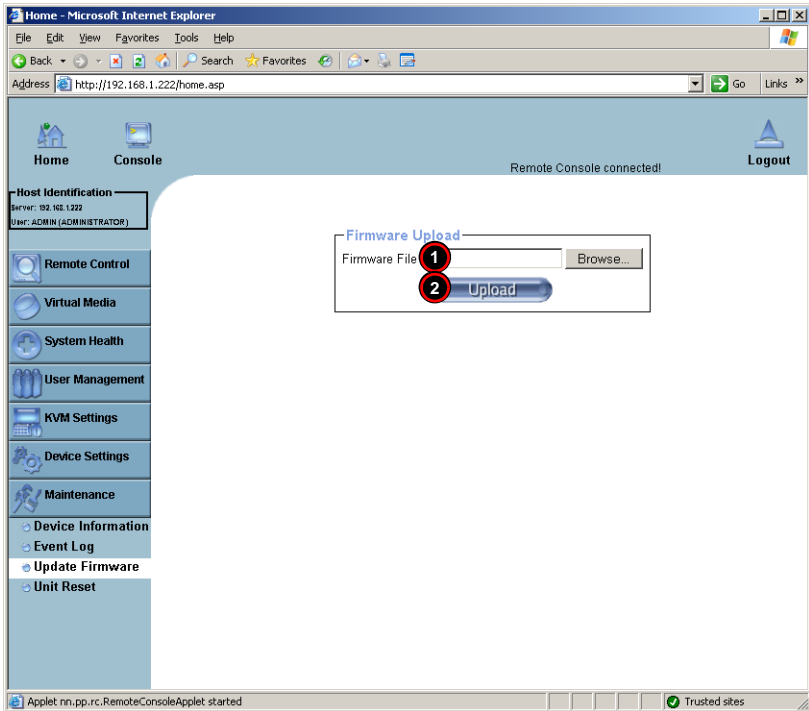 Home - Microsoft Internet Explorer
File Edit View Favorites Tools Help
Back Search Favorites
Address http://192.168.1.222/home.asp Go Links »
Home Console Logout
Remote Console connected!
Host Identification
Server: 192.168.1.222
User: ADMIN (ADMINISTRATOR)
Firmware Upload
Firmware File 1 Browse...
2 Upload
Remote Control
Virtual Media
System Health
User Management
KVM Settings
Device Settings
Maintenance
Device Information
Event Log
Update Firmware
Unit Reset
Applet nn.pp.rc.RemoteConsoleApplet started Trusted sites